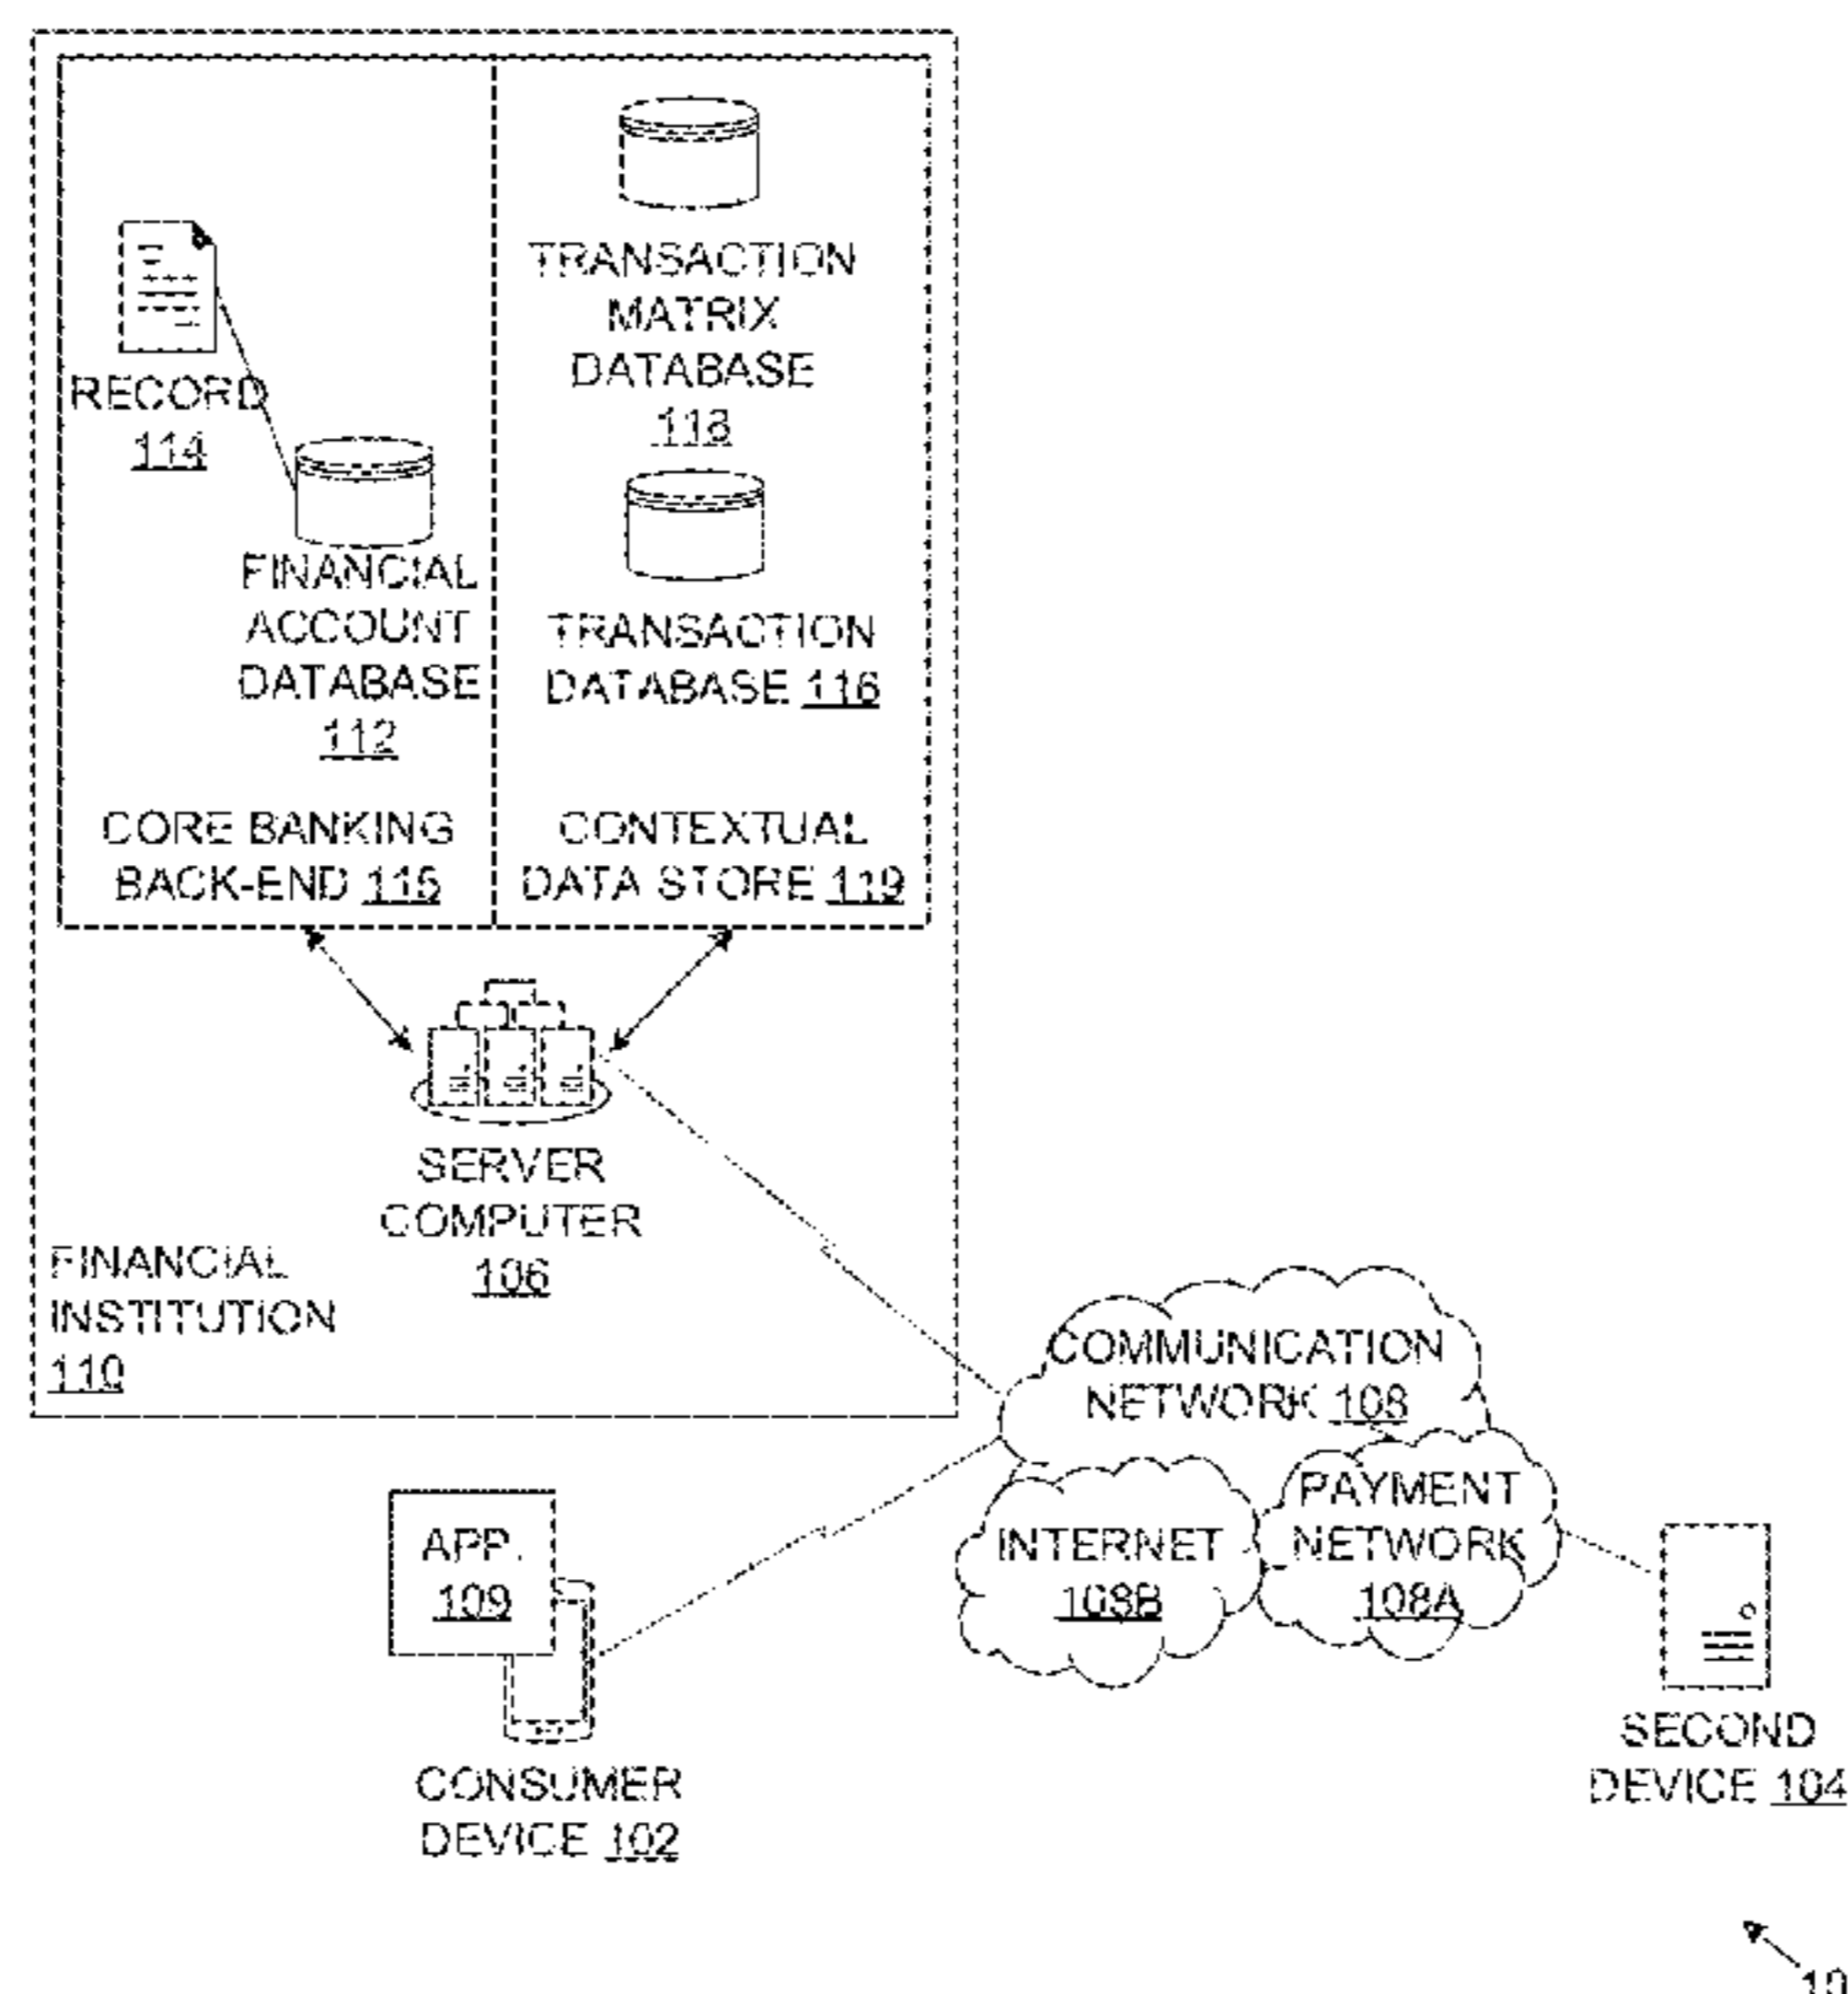 TRANSACTION
MATRIX
DATABASE
118
RECORD
114
FINANCIAL
ACCOUNT
DATABASE
112
TRANSACTION
DATABASE 116
CORE BANKING
BACK-END 115
CONTEXTUAL
DATA STORE 119
SERVER
COMPUTER
106
FINANCIAL
INSTITUTION
110
COMMUNICATION
NETWORK 108
PAYMENT
NETWORK
108A
INTERNET
108B
APP.
109
CONSUMER
DEVICE 102
SECOND
DEVICE 104
10